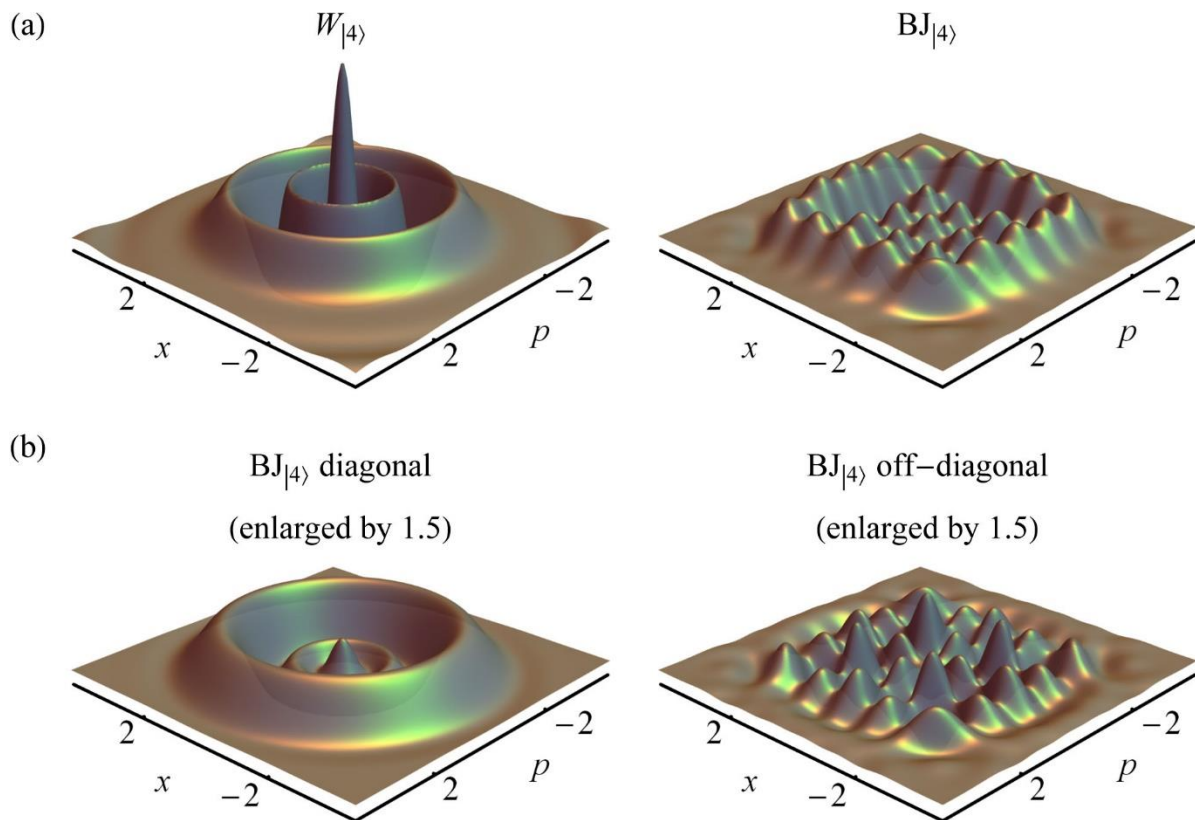 (a)
W|4⟩
BJ|4⟩
2
−2
x
−2
2
p
2
−2
x
−2
2
p
(b)
BJ|4⟩ diagonal
(enlarged by 1.5)
BJ|4⟩ off−diagonal
(enlarged by 1.5)
2
−2
x
−2
2
p
2
−2
x
−2
2
p